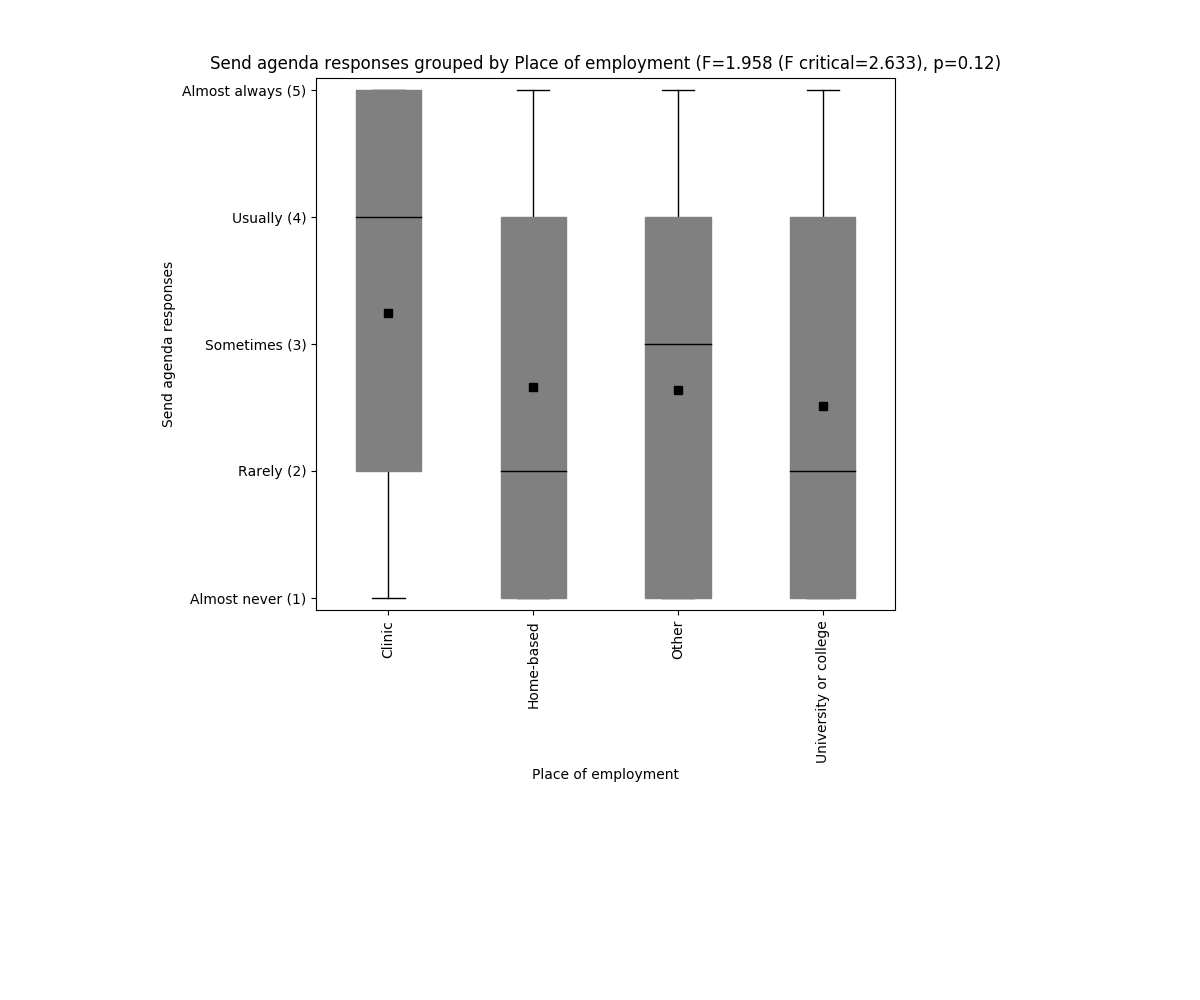 Send agenda responses grouped by Place of employment (F=1.958 (F critical=2.633), p=0.12)
Almost always (5)
Usually (4)
Sometimes (3)
Rarely (2)
Almost never (1)
Send agenda responses
Clinic
Home-based
Other
University or college
Place of employment